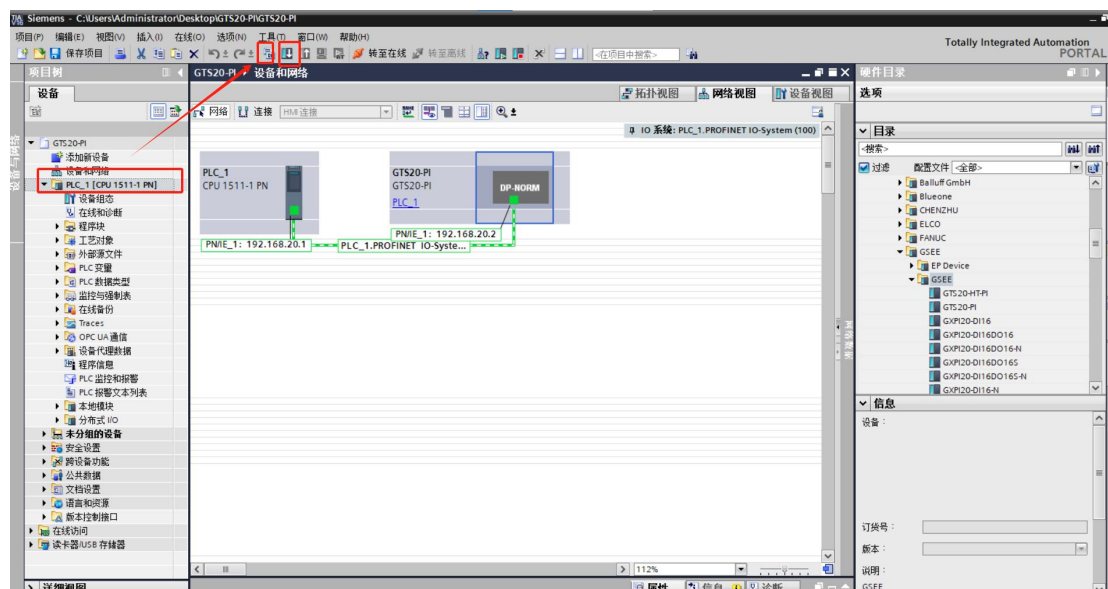 Siemens - C:\Users\Administrator\Desktop\GTS20-PI\GTS20-PI
项目(P) 编辑(E) 视图(V) 插入(I) 在线(O) 选项(N) 工具(T) 窗口(W) 帮助(H)
Totally Integrated Automation
PORTAL
保存项目 转至在线 转至离线 <在项目中搜索>
项目树
GTS20-PI 设备和网络
硬件目录
设备
拓扑视图 网络视图 设备视图
选项
网络 连接 HMI 连接
IO 系统: PLC_1.PROFINET IO-System (100)
GTS20-PI
添加新设备
设备和网络
PLC_1 [CPU 1511-1 PN]
设备组态
在线和诊断
程序块
工艺对象
外部源文件
PLC 变量
PLC 数据类型
监控与强制表
在线备份
Traces
OPC UA 通信
设备代理数据
程序信息
PLC 监控和报警
PLC 报警文本列表
本地模块
分布式 I/O
未分组的设备
安全设置
跨设备功能
公共数据
文档设置
语言和资源
版本控制接口
在线访问
读卡器/USB 存储器
详细视图
PLC_1
CPU 1511-1 PN
GTS20-PI
GTS20-PI
PLC_1
DP-NORM
PN/IE_1: 192.168.20.2
PN/IE_1: 192.168.20.1
PLC_1.PROFINET IO-Syste...
112%
属性 信息 诊断
目录
<搜索>
过滤 配置文件 <全部>
Balluff GmbH
Blueone
CHENZHU
ELCO
FANUC
GSEE
EP Device
GSEE
GTS20-HT-PI
GTS20-PI
GXPI20-DI16
GXPI20-DI16DO16
GXPI20-DI16DO16-N
GXPI20-DI16DO16S
GXPI20-DI16DO16S-N
GXPI20-DI16-N
信息
设备：
订货号：
版本：
说明：
GSEE